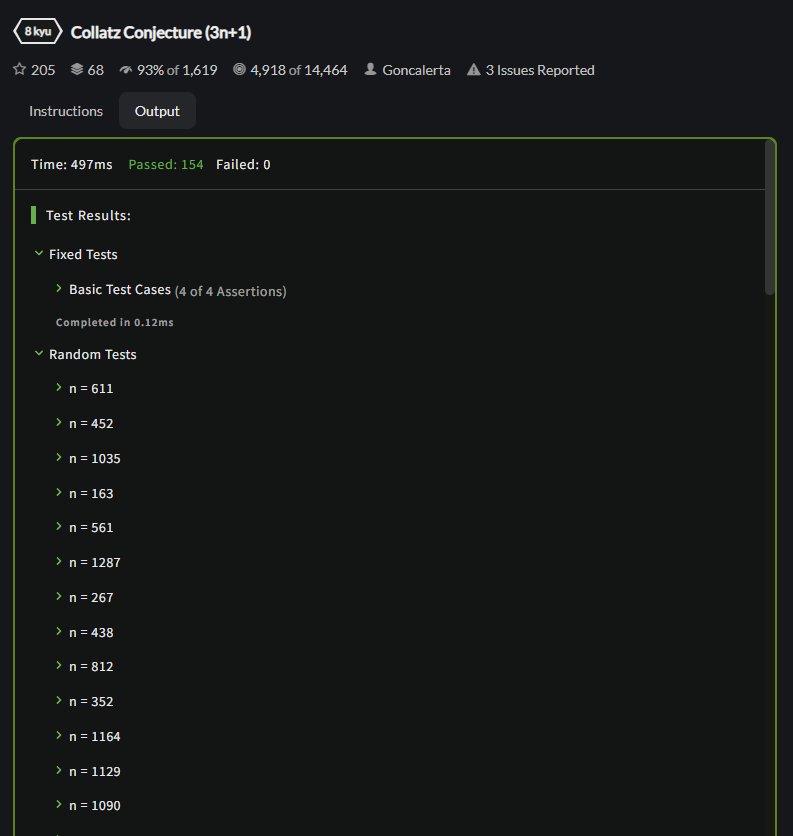 8 kyu Collatz Conjecture (3n+1)
205 68 93% of 1,619 4,918 of 14,464 Goncalerta 3 Issues Reported
Instructions Output
Time: 497ms Passed: 154 Failed: 0
Test Results:
Fixed Tests
Basic Test Cases (4 of 4 Assertions)
Completed in 0.12ms
Random Tests
n = 611
n = 452
n = 1035
n = 163
n = 561
n = 1287
n = 267
n = 438
n = 812
n = 352
n = 1164
n = 1129
n = 1090